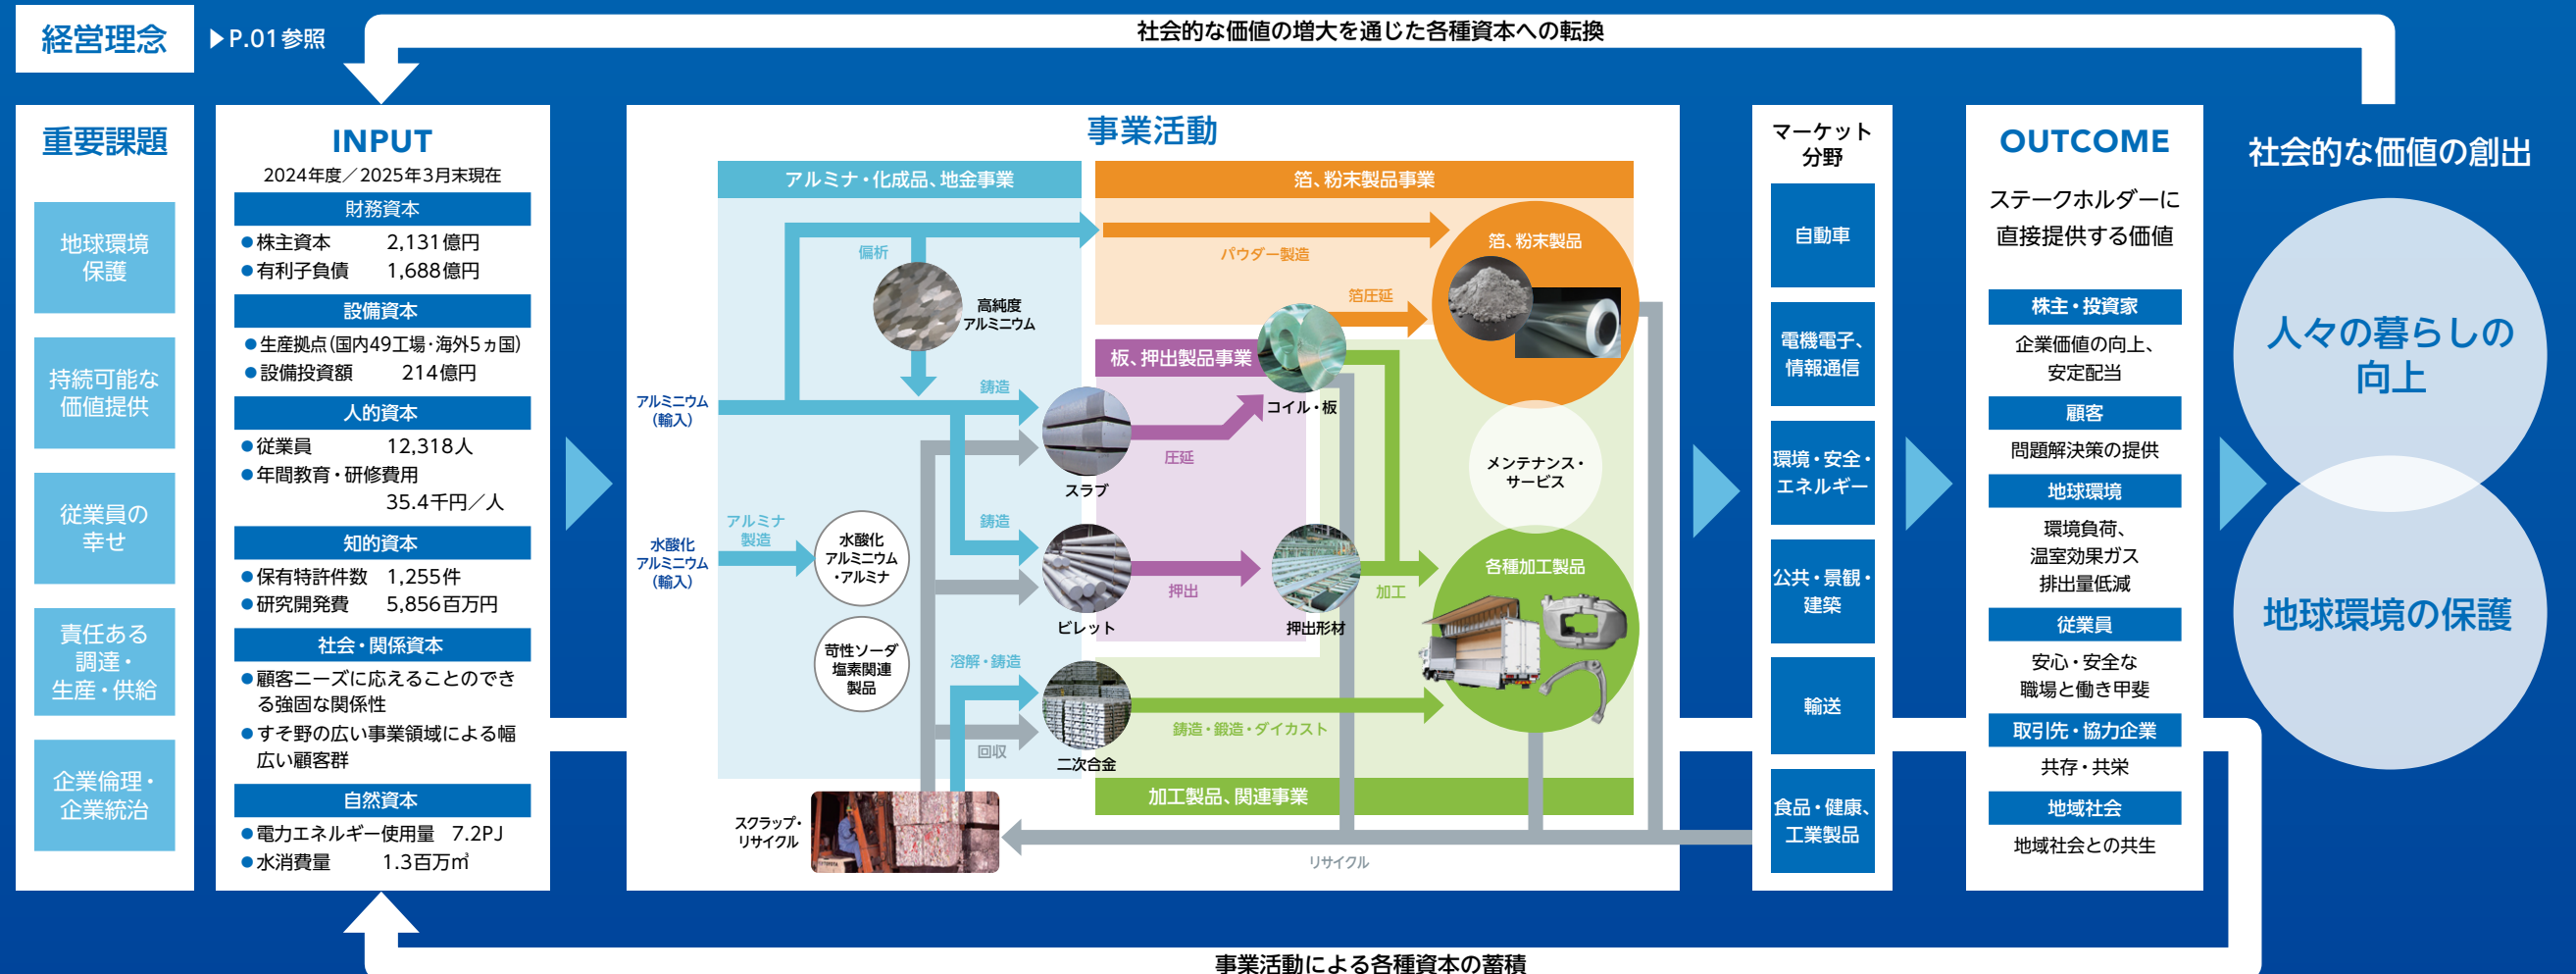 経営理念
▶P.01参照
社会的な価値の増大を通じた各種資本への転換
重要課題
地球環境
保護
持続可能な
価値提供
従業員の
幸せ
責任ある
調達・
生産・供給
企業倫理・
企業統治
INPUT
2024年度／2025年3月末現在
財務資本
●株主資本 2,131億円
●有利子負債 1,688億円
設備資本
●生産拠点(国内49工場・海外5ヵ国)
●設備投資額 214億円
人的資本
●従業員 12,318人
●年間教育・研修費用
35.4千円／人
知的資本
●保有特許件数 1,255件
●研究開発費 5,856百万円
社会・関係資本
●顧客ニーズに応えることのでき
る強固な関係性
●すそ野の広い事業領域による幅
広い顧客群
自然資本
●電力エネルギー使用量 7.2PJ
●水消費量 1.3百万㎥
事業活動
アルミナ・化成品、地金事業
箔、粉末製品事業
偏析
パウダー製造
箔、粉末製品
高純度
アルミニウム
箔圧延
板、押出製品事業
アルミニウム
（輸入）
鋳造
コイル・板
圧延
スラブ
メンテナンス・
サービス
アルミナ
製造
水酸化
アルミニウム
（輸入）
水酸化
アルミニウム
・アルミナ
鋳造
ビレット
押出
押出形材
加工
各種加工製品
苛性ソーダ
塩素関連
製品
溶解・鋳造
回収
二次合金
鋳造・鍛造・ダイカスト
加工製品、関連事業
スクラップ・
リサイクル
リサイクル
マーケット
分野
自動車
電機電子、
情報通信
環境・安全・
エネルギー
公共・景観・
建築
輸送
食品・健康、
工業製品
OUTCOME
ステークホルダーに
直接提供する価値
株主・投資家
企業価値の向上、
安定配当
顧客
問題解決策の提供
地球環境
環境負荷、
温室効果ガス
排出量低減
従業員
安心・安全な
職場と働き甲斐
取引先・協力企業
共存・共栄
地域社会
地域社会との共生
社会的な価値の創出
人々の暮らしの
向上
地球環境の保護
事業活動による各種資本の蓄積